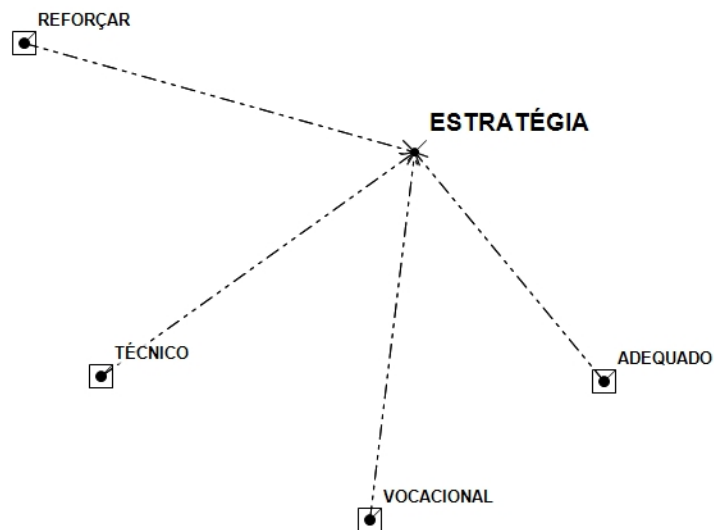 REFORÇAR
ESTRATÉGIA
TÉCNICO
ADEQUADO
VOCACIONAL